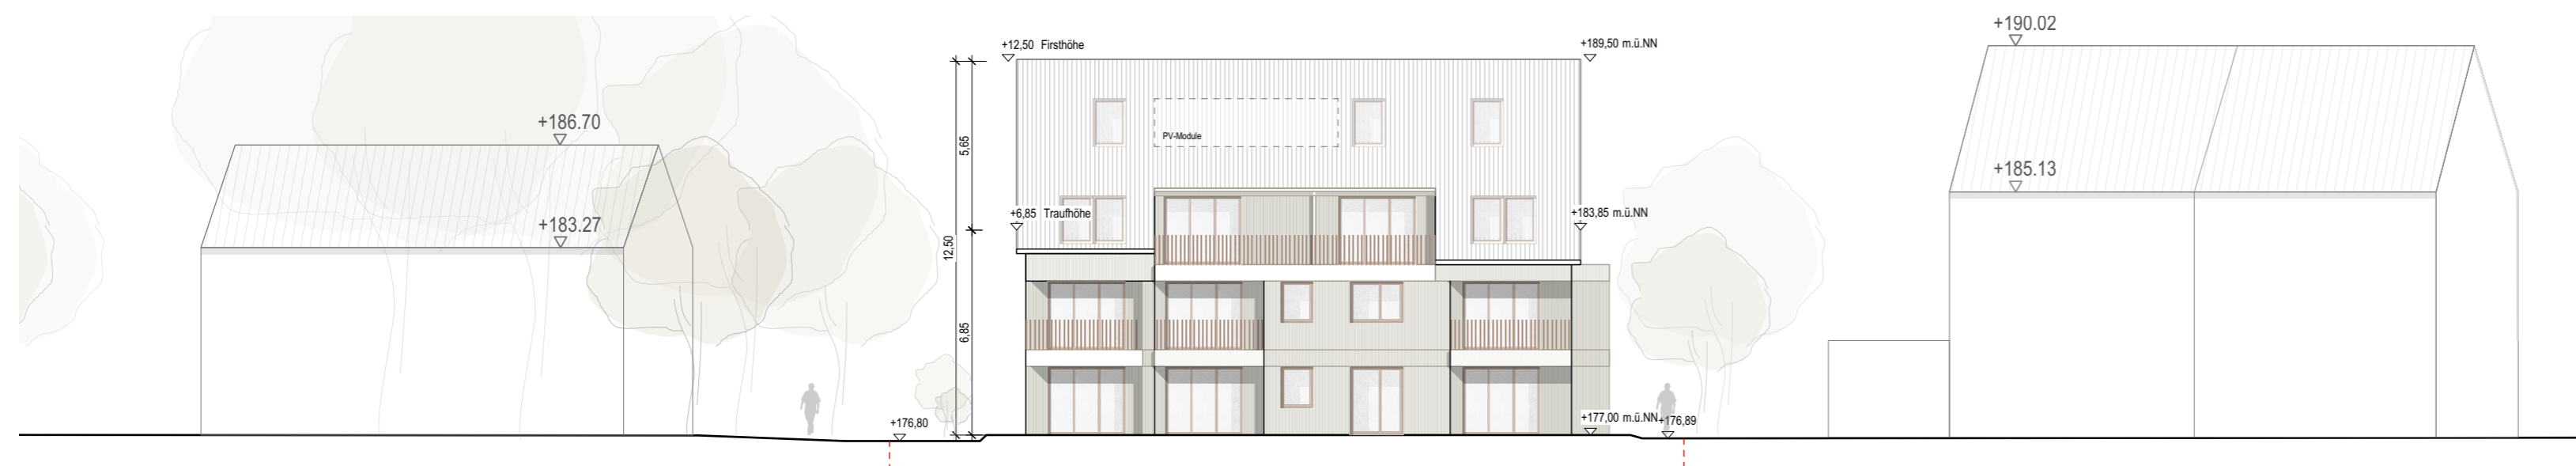 +186.70
+183.27
+176,80
+12,50 Firsthöhe
5,65
12,50
6,85
+6,85 Traufhöhe
PV-Module
+189,50 m.ü.NN
+183,85 m.ü.NN
+177,00 m.ü.NN
+176,89
+190.02
+185.13